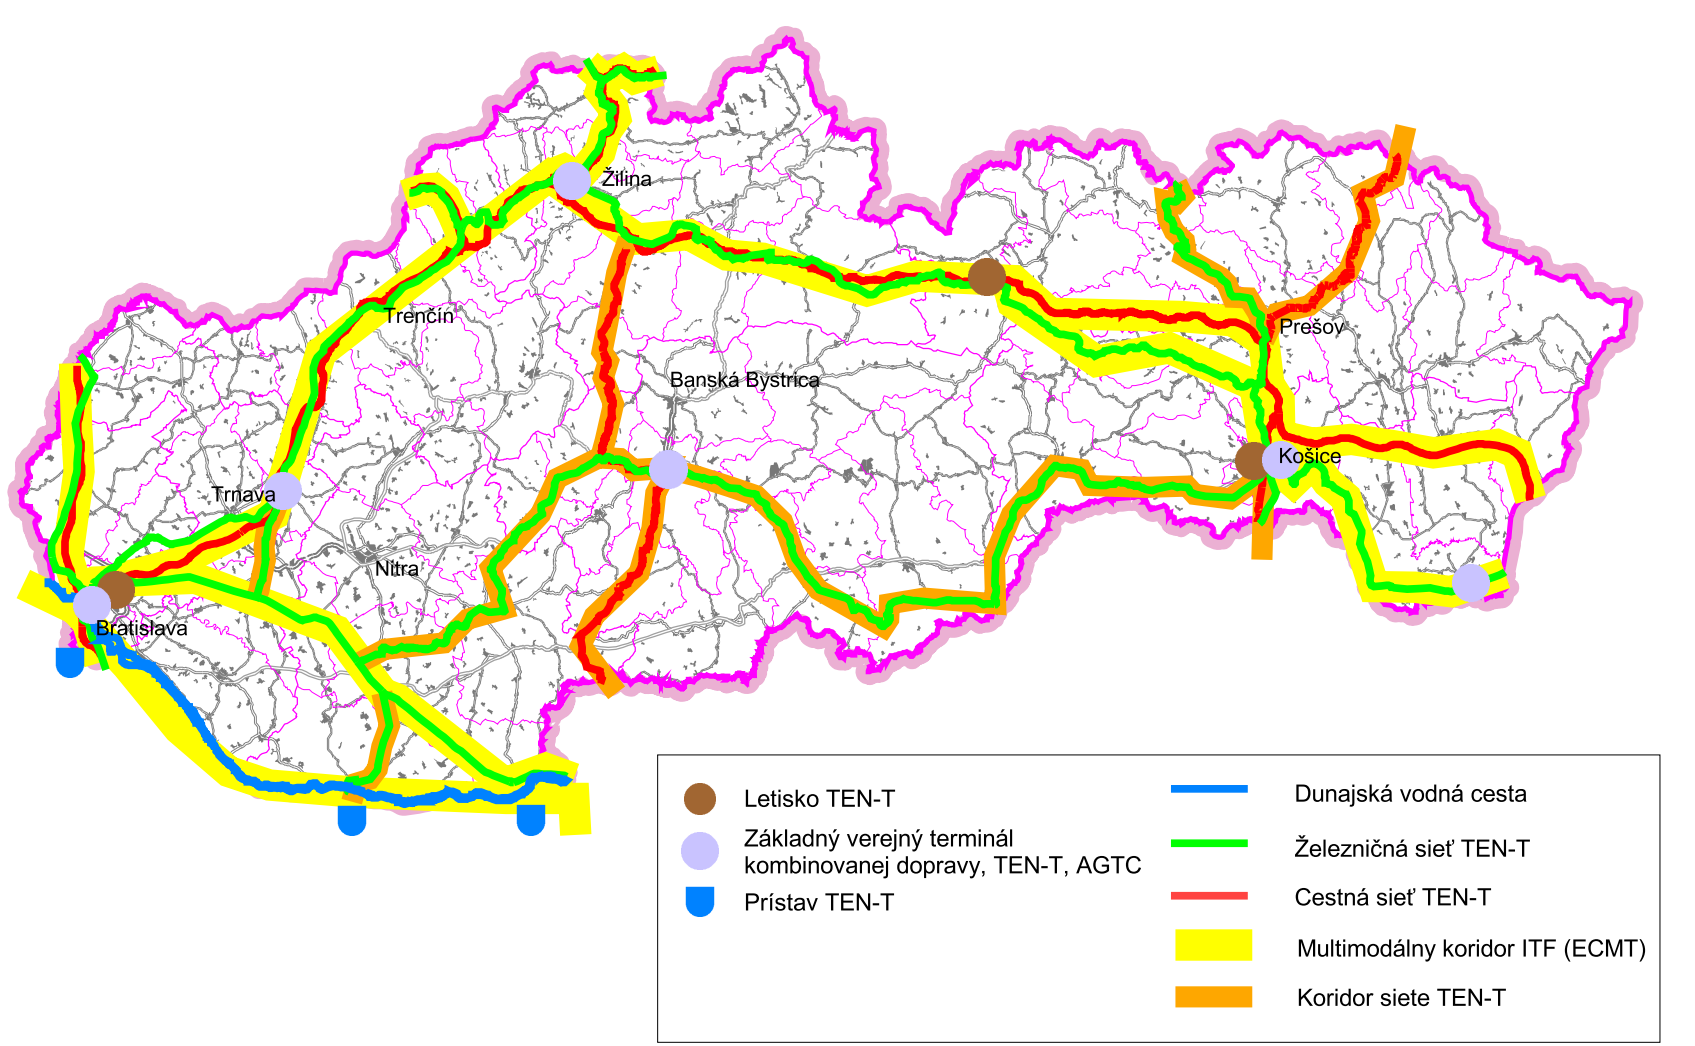 Žilina
Trenčín
Prešov
Banská Bystrica
Košice
Trnava
Nitra
Bratislava
Letisko TEN-T
Základný verejný terminál
kombinovanej dopravy, TEN-T, AGTC
Prístav TEN-T
Dunajská vodná cesta
Železničná sieť TEN-T
Cestná sieť TEN-T
Multimodálny koridor ITF (ECMT)
Koridor siete TEN-T